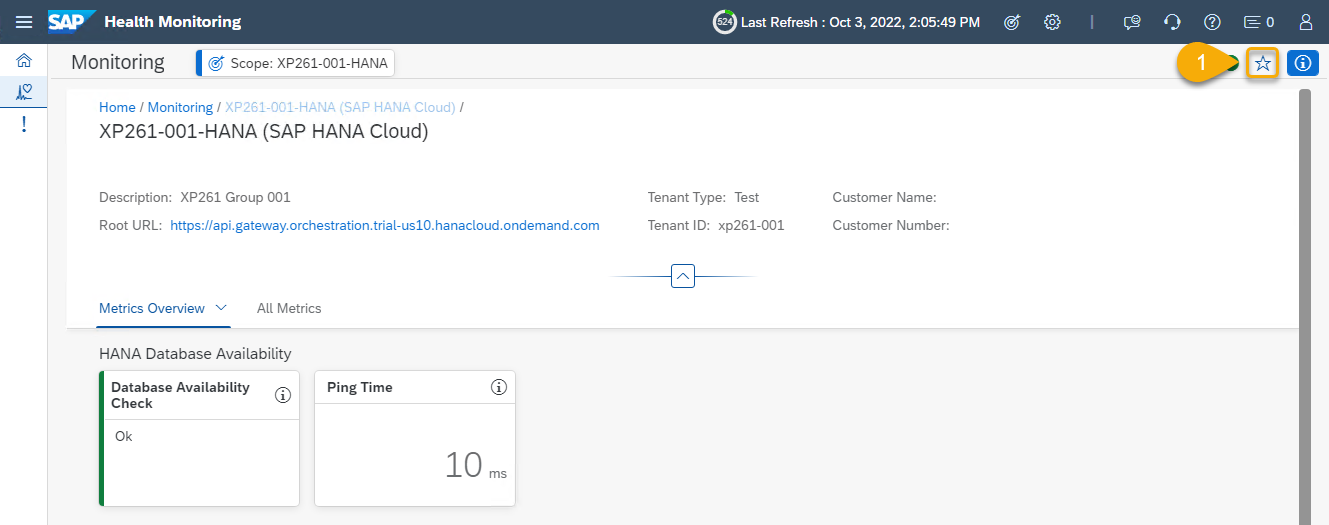 SAP Health Monitoring 524 Last Refresh : Oct 3, 2022, 2:05:49 PM 0
Monitoring Scope: XP261-001-HANA 1
Home / Monitoring / XP261-001-HANA (SAP HANA Cloud) /
XP261-001-HANA (SAP HANA Cloud)
Description: XP261 Group 001 Tenant Type: Test Customer Name:
Root URL: https://api.gateway.orchestration.trial-us10.hanacloud.ondemand.com Tenant ID: xp261-001 Customer Number:
Metrics Overview All Metrics
HANA Database Availability
Database Availability
Check
Ok
Ping Time
10 ms